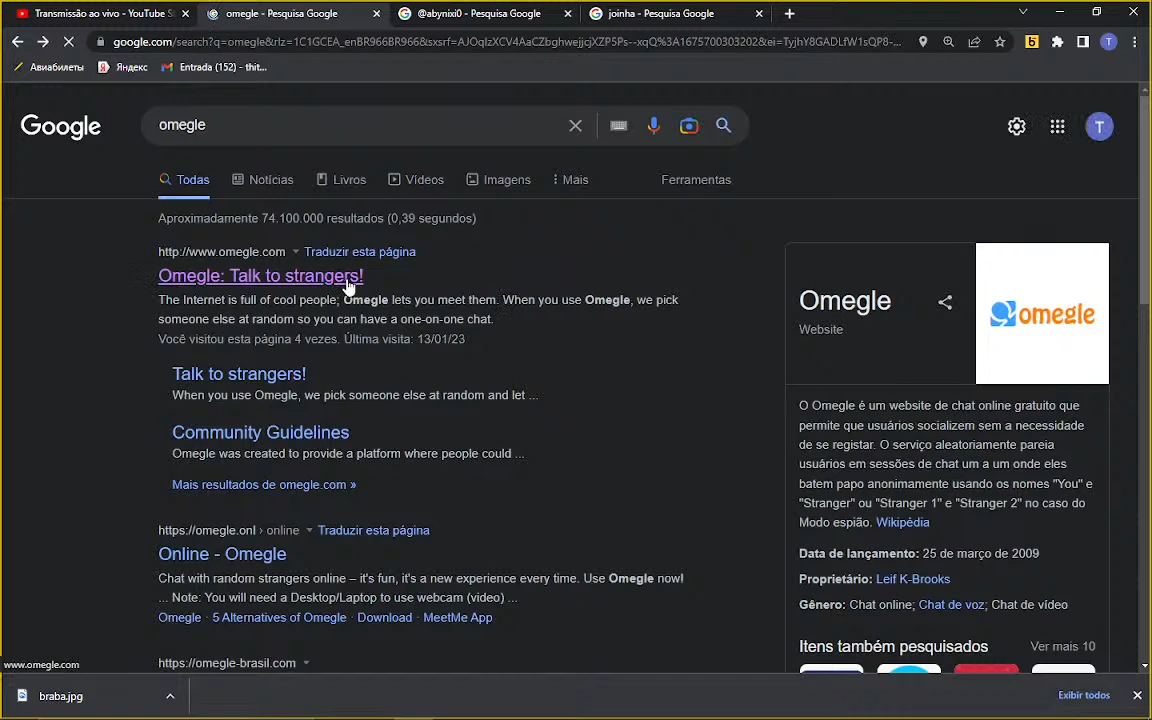 Transmissão ao vivo - YouTube S
omegle - Pesquisa Google
@abynixi0 - Pesquisa Google
joinha - Pesquisa Google
google.com/search?q=omegle&rlz=1C1GCEA_enBR966BR966&sxsrf=AJOqlzXCV4AaCZbghwejjcjXZP5Ps--xqQ%3A1675700303202&ei=TyjhY8GADLfW1sQP8-...
T
Авиабилеты
Яндекс
Entrada (152) - thit...
Google
omegle
T
Todas
Notícias
Livros
Vídeos
Imagens
Mais
Ferramentas
Aproximadamente 74.100.000 resultados (0,39 segundos)
http://www.omegle.com
Traduzir esta página
Omegle: Talk to strangers!
The Internet is full of cool people; Omegle lets you meet them. When you use Omegle, we pick
someone else at random so you can have a one-on-one chat.
Você visitou esta página 4 vezes. Última visita: 13/01/23
Talk to strangers!
When you use Omegle, we pick someone else at random and let ...
Community Guidelines
Omegle was created to provide a platform where people could ...
Mais resultados de omegle.com »
https://omegle.onl › online
Traduzir esta página
Online - Omegle
Chat with random strangers online – it's fun, it's a new experience every time. Use Omegle now!
... Note: You will need a Desktop/Laptop to use webcam (video) ...
Omegle · 5 Alternatives of Omegle · Download · MeetMe App
https://omegle-brasil.com
Omegle
Website
omegle
O Omegle é um website de chat online gratuito que
permite que usuários socializem sem a necessidade
de se registar. O serviço aleatoriamente pareia
usuários em sessões de chat um a um onde eles
batem papo anonimamente usando os nomes "You" e
"Stranger" ou "Stranger 1" e "Stranger 2" no caso do
Modo espião. Wikipédia
Data de lançamento: 25 de março de 2009
Proprietário: Leif K-Brooks
Gênero: Chat online; Chat de voz; Chat de vídeo
Itens também pesquisados
Ver mais 10
www.omegle.com
braba.jpg
Exibir todos